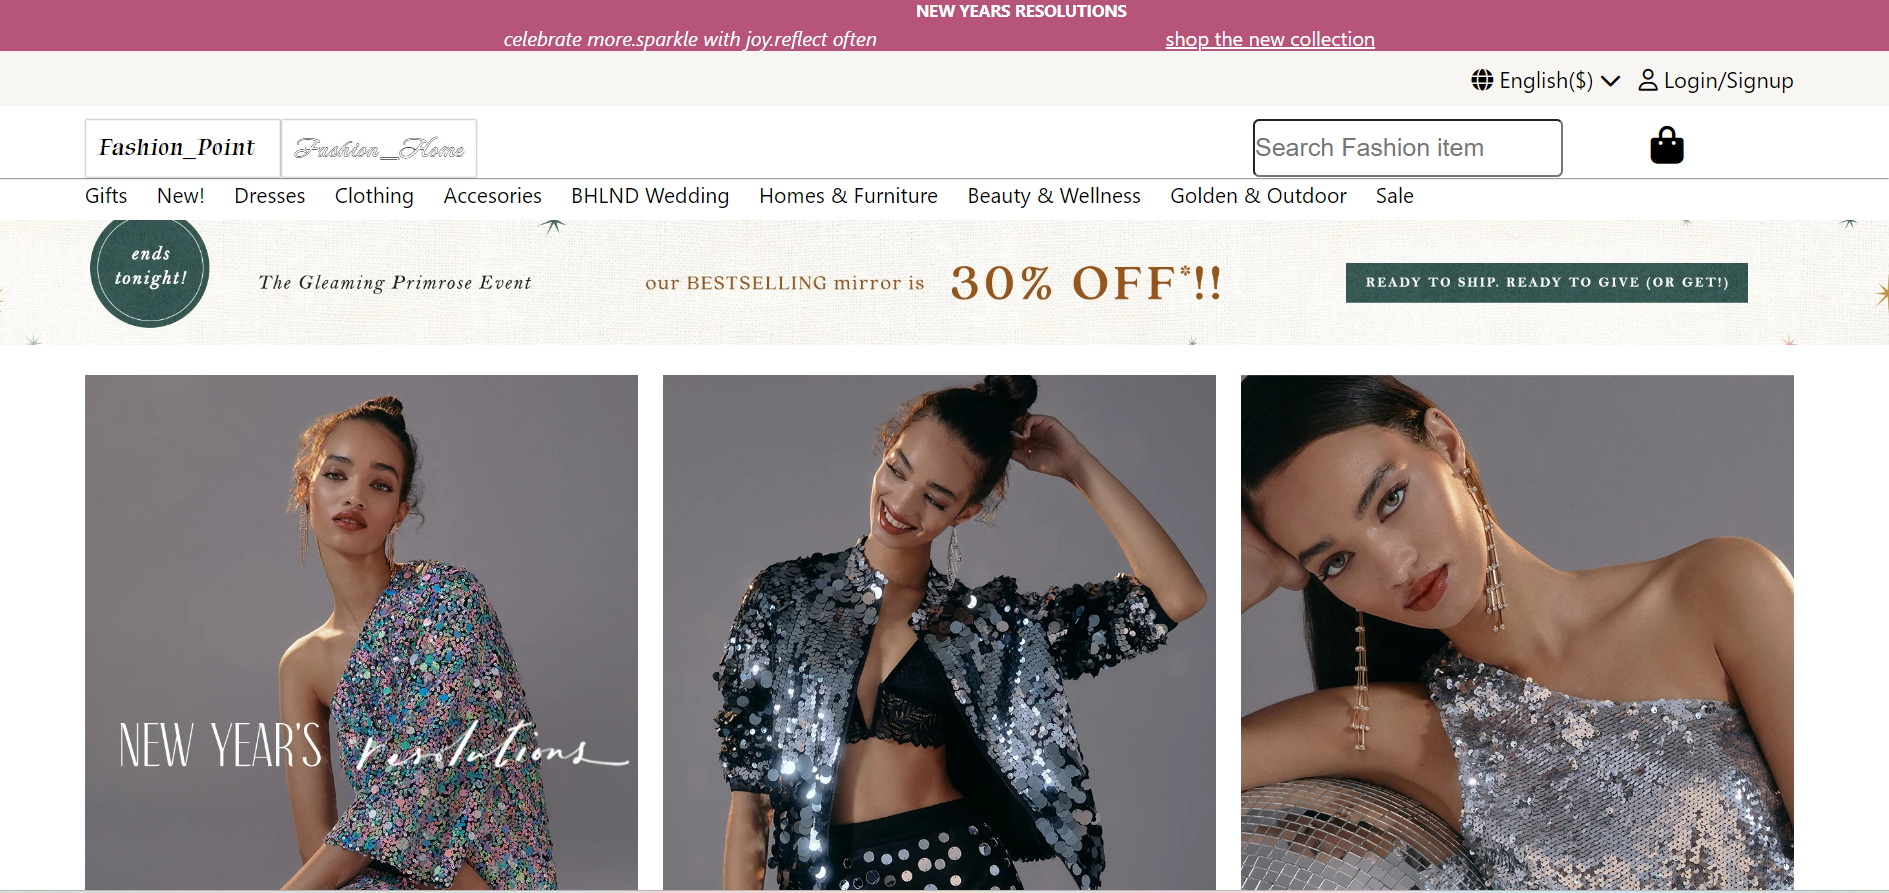 NEW YEARS RESOLUTIONS
celebrate more.sparkle with joy.reflect often
shop the new collection
English($)
Login/Signup
Fashion_Point
Fashion_Home
Search Fashion item
Gifts New! Dresses Clothing Accesories BHLND Wedding Homes & Furniture Beauty & Wellness Golden & Outdoor Sale
ends
tonight!
The Gleaming Primrose Event
our BESTSELLING mirror is 30% OFF*!!
READY TO SHIP. READY TO GIVE (OR GET!)
NEW YEAR'S resolutions